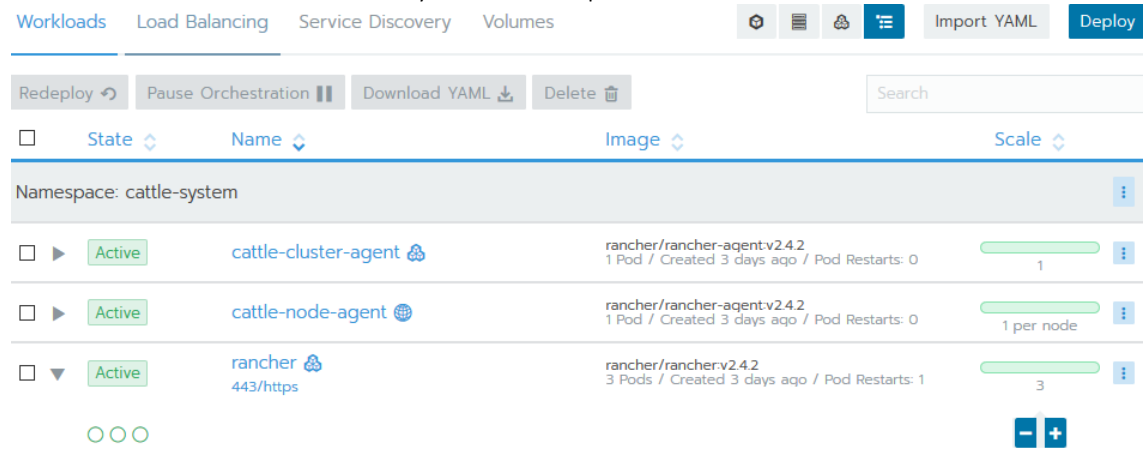 Workloads Load Balancing Service Discovery Volumes Import YAML Deploy
Redeploy Pause Orchestration Download YAML Delete Search
State Name Image Scale
Namespace: cattle-system
Active cattle-cluster-agent rancher/rancher-agent:v2.4.2
1 Pod / Created 3 days ago / Pod Restarts: 0 1
Active cattle-node-agent rancher/rancher-agent:v2.4.2
1 Pod / Created 3 days ago / Pod Restarts: 0 1 per node
Active rancher rancher/rancher:v2.4.2
443/https 3 Pods / Created 3 days ago / Pod Restarts: 1 3